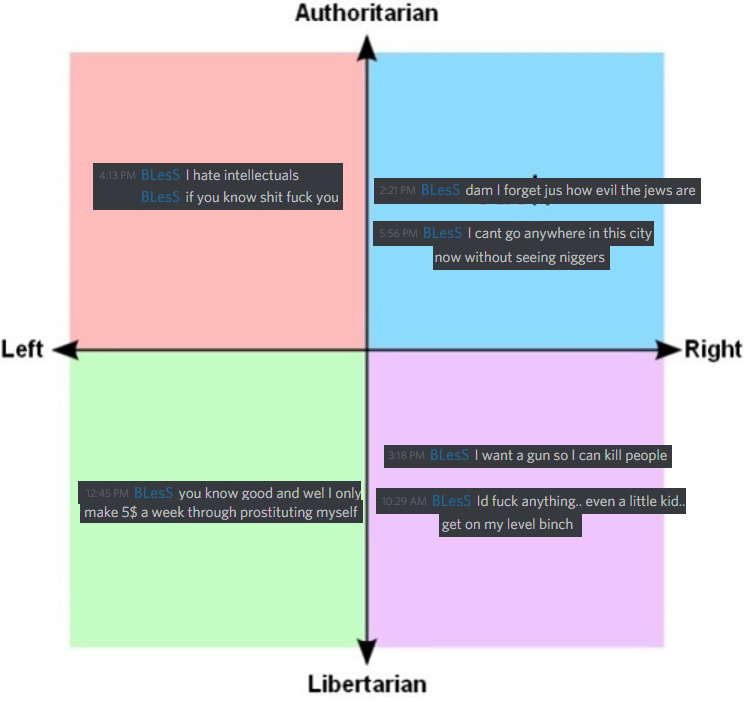 Authoritarian
4:13 PM BLesS I hate intellectuals
BLesS if you know shit fuck you
2:21 PM BLesS dam I forget jus how evil the jews are
5:56 PM BLesS I cant go anywhere in this city
now without seeing niggers
Left
Right
3:18 PM BLesS I want a gun so I can kill people
12:45 PM BLesS you know good and wel I only
make 5$ a week through prostituting myself
10:29 AM BLesS Id fuck anything.. even a little kid..
get on my level binch
Libertarian